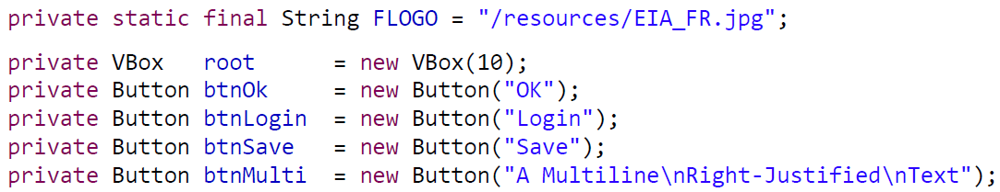 private static final String FLOGO = "/resources/EIA_FR.jpg";
private VBox   root      = new VBox(10);
private Button btnOk     = new Button("OK");
private Button btnLogin  = new Button("Login");
private Button btnSave   = new Button("Save");
private Button btnMulti  = new Button("A Multiline\nRight-Justified\nText");